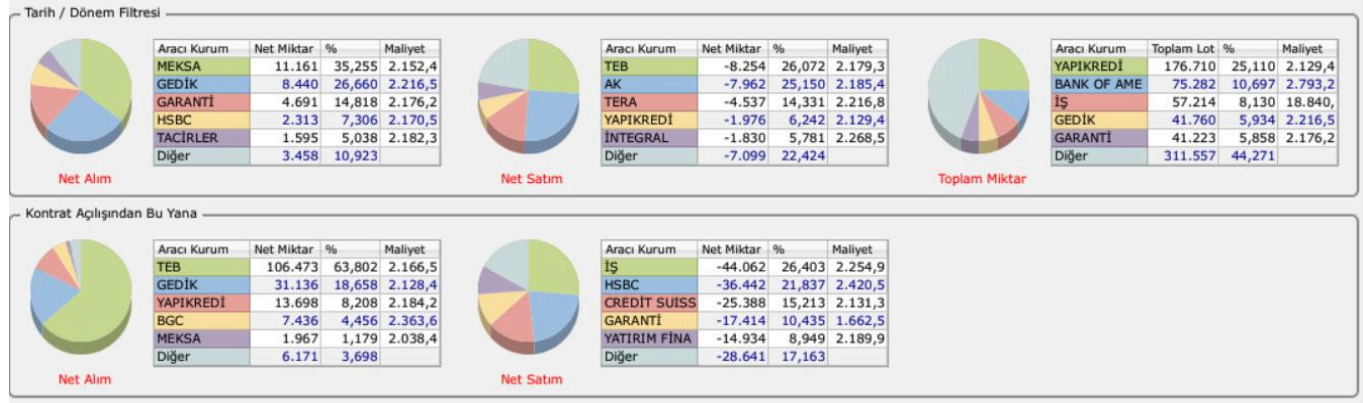 Tarih / Dönem Filtresi
Aracı Kurum Net Miktar % Maliyet
MEKSA 11.161 35,255 2.152,4
GEDİK 8.440 26,660 2.216,5
GARANTİ 4.691 14,818 2.176,2
HSBC 2.313 7,306 2.170,5
TACİRLER 1.595 5,038 2.182,3
Diğer 3.458 10,923
Net Alım
Aracı Kurum Net Miktar % Maliyet
TEB -8.254 26,072 2.179,3
AK -7.962 25,150 2.185,4
TERA -4.537 14,331 2.216,8
YAPIKREDİ -1.976 6,242 2.129,4
İNTEGRAL -1.830 5,781 2.268,5
Diğer -7.099 22,424
Net Satım
Aracı Kurum Toplam Lot % Maliyet
YAPIKREDİ 176.710 25,110 2.129,4
BANK OF AME 75.282 10,697 2.793,2
İŞ 57.214 8,130 18.840,
GEDİK 41.760 5,934 2.216,5
GARANTİ 41.223 5,858 2.176,2
Diğer 311.557 44,271
Toplam Miktar
Kontrat Açılışından Bu Yana
Aracı Kurum Net Miktar % Maliyet
TEB 106.473 63,802 2.166,5
GEDİK 31.136 18,658 2.128,4
YAPIKREDİ 13.698 8,208 2.184,2
BGC 7.436 4,456 2.363,6
MEKSA 1.967 1,179 2.038,4
Diğer 6.171 3,698
Net Alım
Aracı Kurum Net Miktar % Maliyet
İŞ -44.062 26,403 2.254,9
HSBC -36.442 21,837 2.420,5
CREDİT SUISS -25.388 15,213 2.131,3
GARANTİ -17.414 10,435 1.662,5
YATIRIM FİNA -14.934 8,949 2.189,9
Diğer -28.641 17,163
Net Satım